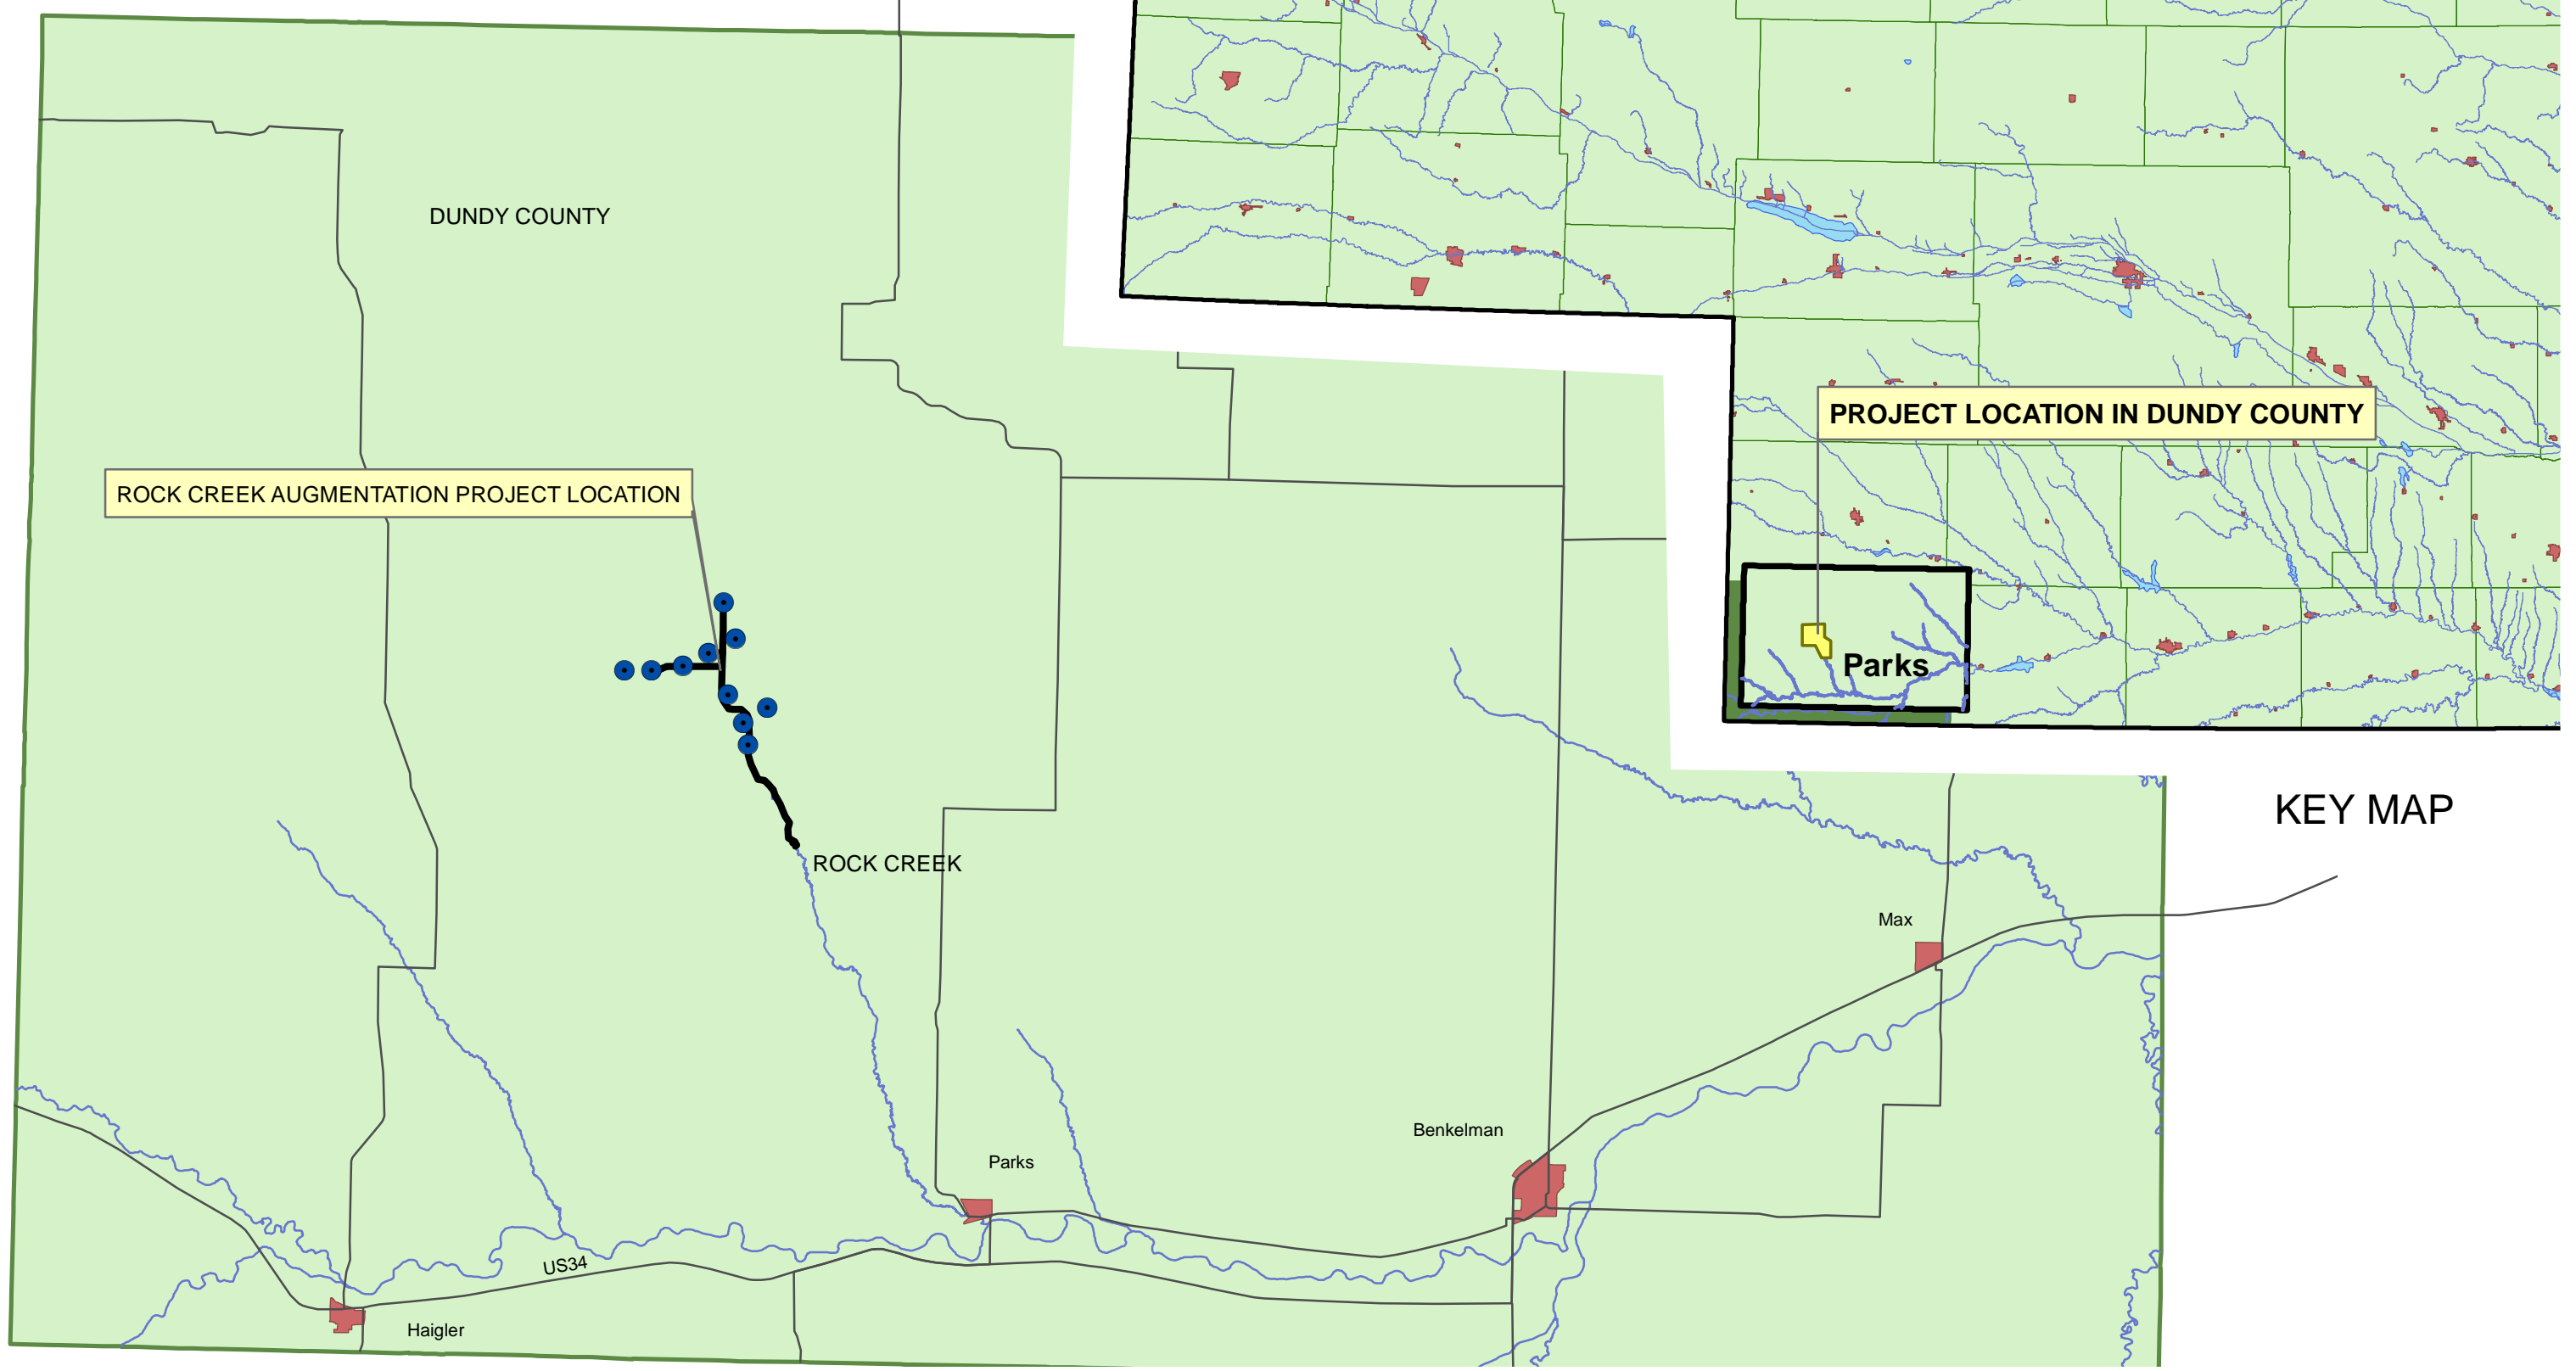 DUNDY COUNTY
PROJECT LOCATION IN DUNDY COUNTY
ROCK CREEK AUGMENTATION PROJECT LOCATION
Parks
KEY MAP
ROCK CREEK
Max
Benkelman
Parks
US34
Haigler